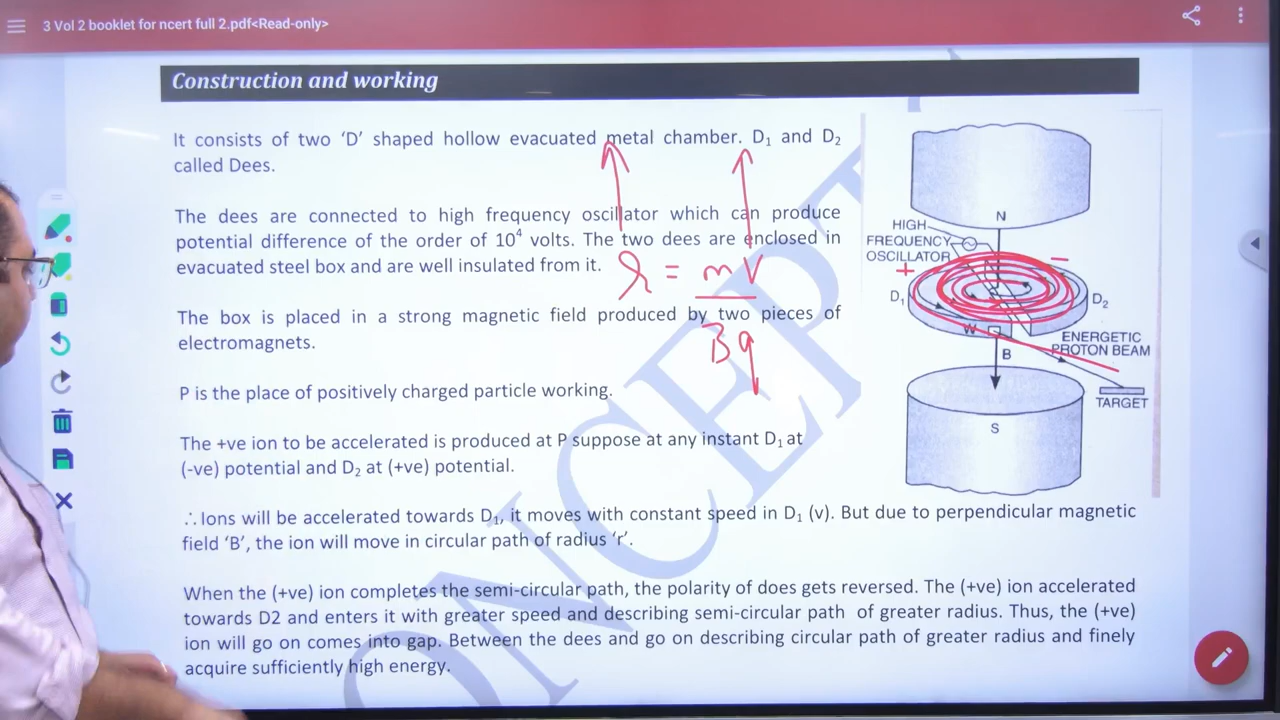 3 Vol 2 booklet for ncert full 2.pdf<Read-only>
Construction and working
It consists of two ‘D’ shaped hollow evacuated metal chamber. D₁ and D₂
called Dees.
The dees are connected to high frequency oscillator which can produce
potential difference of the order of 10⁴ volts. The two dees are enclosed in
evacuated steel box and are well insulated from it.
r = mv
Bq
The box is placed in a strong magnetic field produced by two pieces of
electromagnets.
P is the place of positively charged particle working.
The +ve ion to be accelerated is produced at P suppose at any instant D₁ at
(-ve) potential and D₂ at (+ve) potential.
∴ Ions will be accelerated towards D₁, it moves with constant speed in D₁ (v). But due to perpendicular magnetic
field ‘B’, the ion will move in circular path of radius ‘r’.
When the (+ve) ion completes the semi-circular path, the polarity of does gets reversed. The (+ve) ion accelerated
towards D2 and enters it with greater speed and describing semi-circular path of greater radius. Thus, the (+ve)
ion will go on comes into gap. Between the dees and go on describing circular path of greater radius and finely
acquire sufficiently high energy.
N
HIGH
FREQUENCY
OSCILLATOR
+ −
D₁ D₂
W
ENERGETIC
PROTON BEAM
B
TARGET
S
CONCEPT